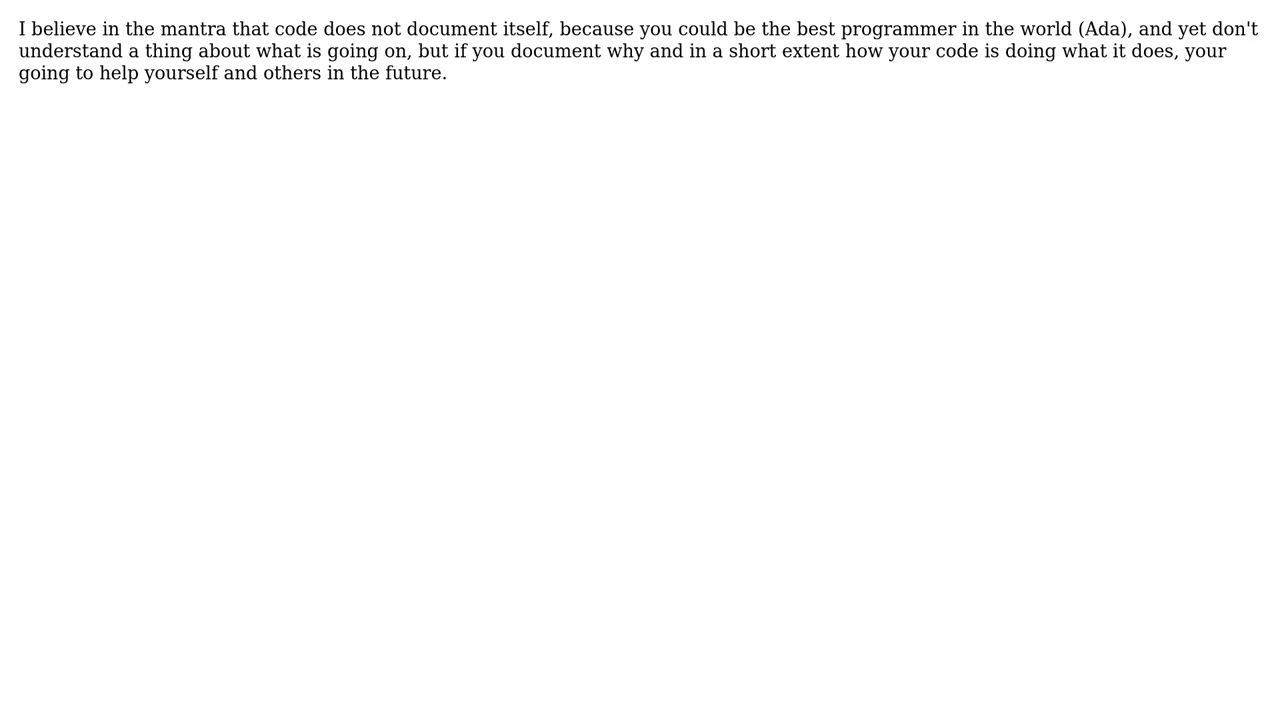 I believe in the mantra that code does not document itself, because you could be the best programmer in the world (Ada), and yet don't
understand a thing about what is going on, but if you document why and in a short extent how your code is doing what it does, your
going to help yourself and others in the future.